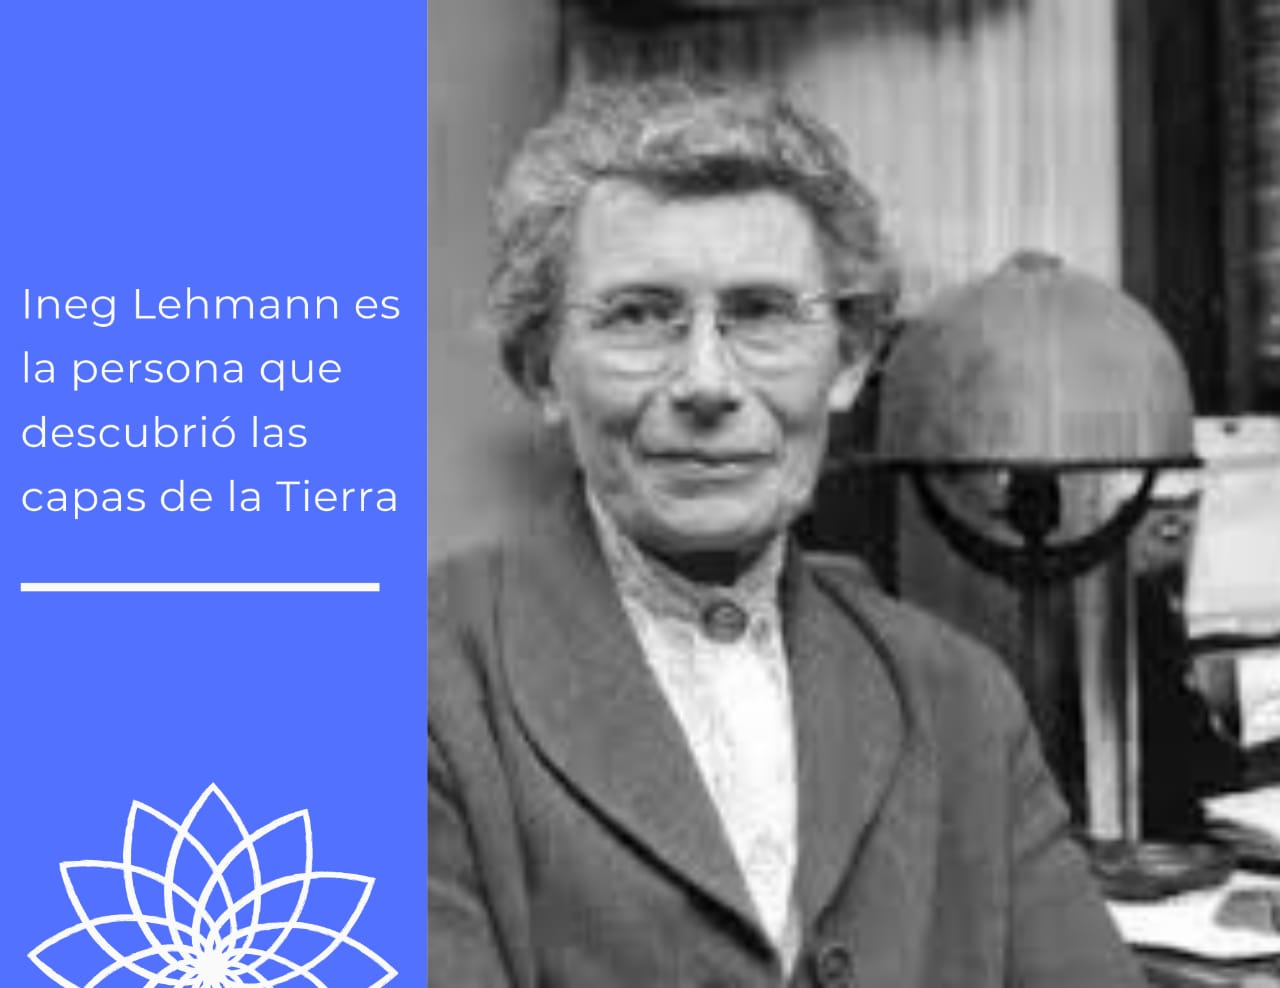 Ineg Lehmann es
la persona que
descubrió las
capas de la Tierra